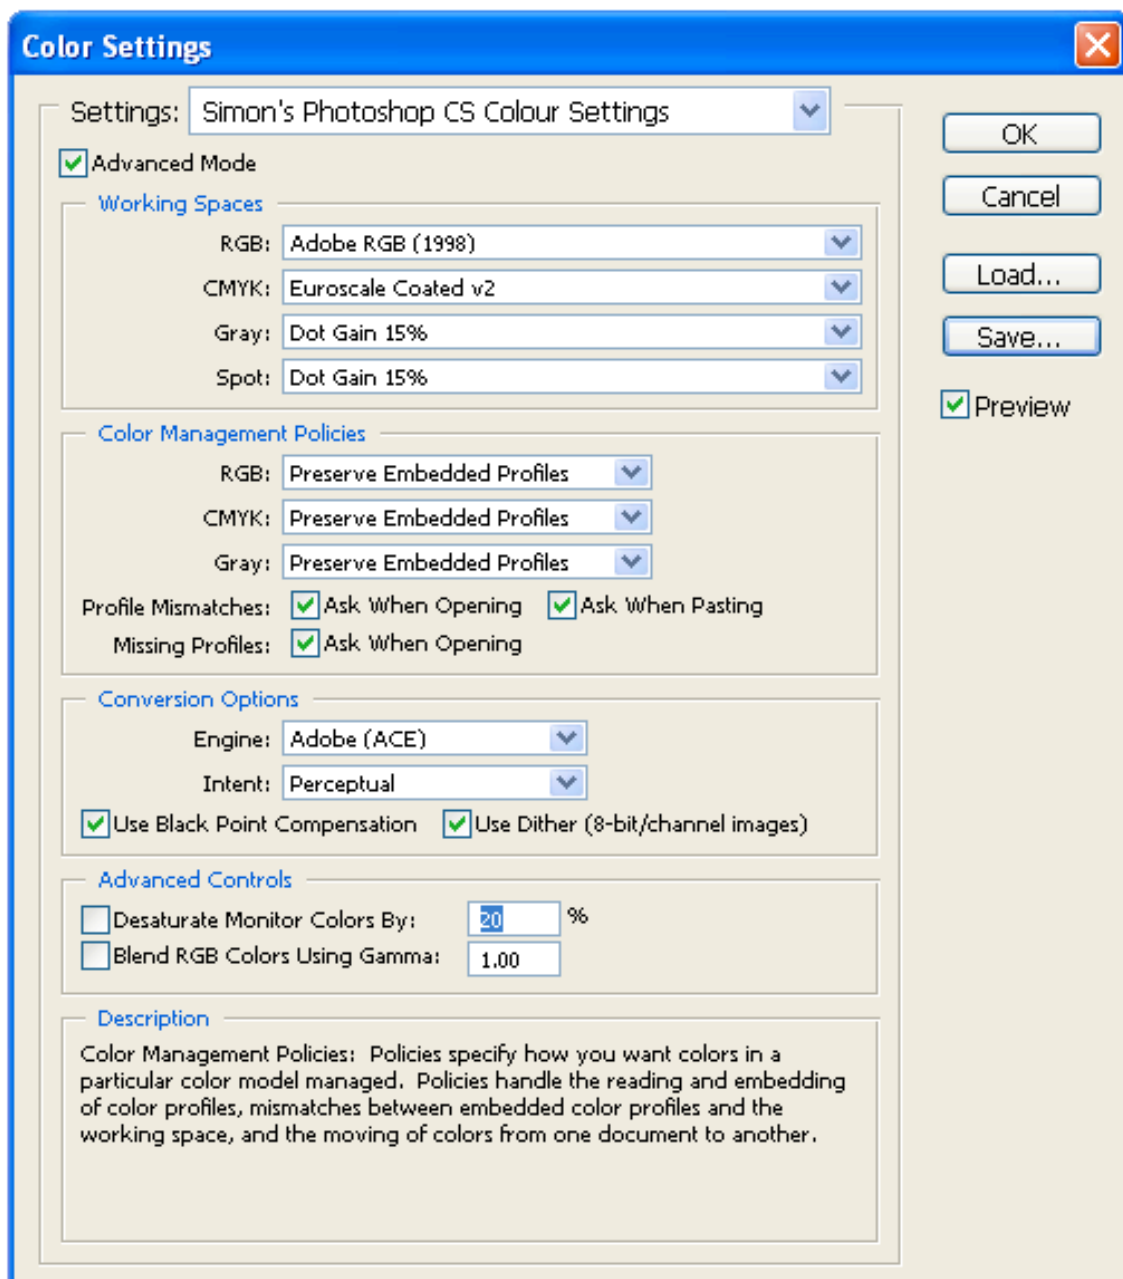 Color Settings
Settings: Simon's Photoshop CS Colour Settings
OK
Advanced Mode
Cancel
Working Spaces
RGB: Adobe RGB (1998)
CMYK: Euroscale Coated v2
Load...
Gray: Dot Gain 15%
Save...
Spot: Dot Gain 15%
Preview
Color Management Policies
RGB: Preserve Embedded Profiles
CMYK: Preserve Embedded Profiles
Gray: Preserve Embedded Profiles
Profile Mismatches: Ask When Opening Ask When Pasting
Missing Profiles: Ask When Opening
Conversion Options
Engine: Adobe (ACE)
Intent: Perceptual
Use Black Point Compensation Use Dither (8-bit/channel images)
Advanced Controls
Desaturate Monitor Colors By: 20 %
Blend RGB Colors Using Gamma: 1.00
Description
Color Management Policies: Policies specify how you want colors in a
particular color model managed. Policies handle the reading and embedding
of color profiles, mismatches between embedded color profiles and the
working space, and the moving of colors from one document to another.